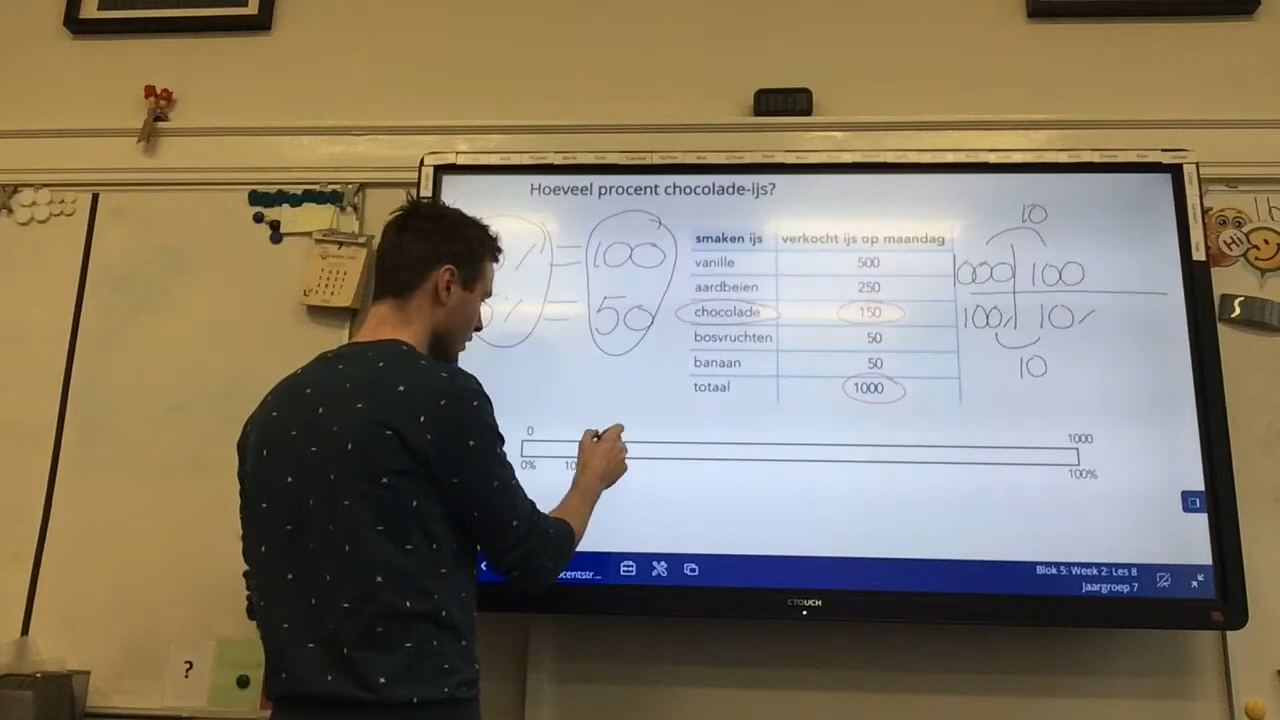 Hoeveel procent chocolade-ijs?
% = 100
% = 50
smaken ijs verkocht ijs op maandag
vanille 500
aardbeien 250
chocolade 150
bosvruchten 50
banaan 50
totaal 1000
10
1000 100
100% 10%
10
0 1000
0% 10 100%
Blok 5: Week 2: Les 8
Jaargroep 7
CTOUCH
?
Hi